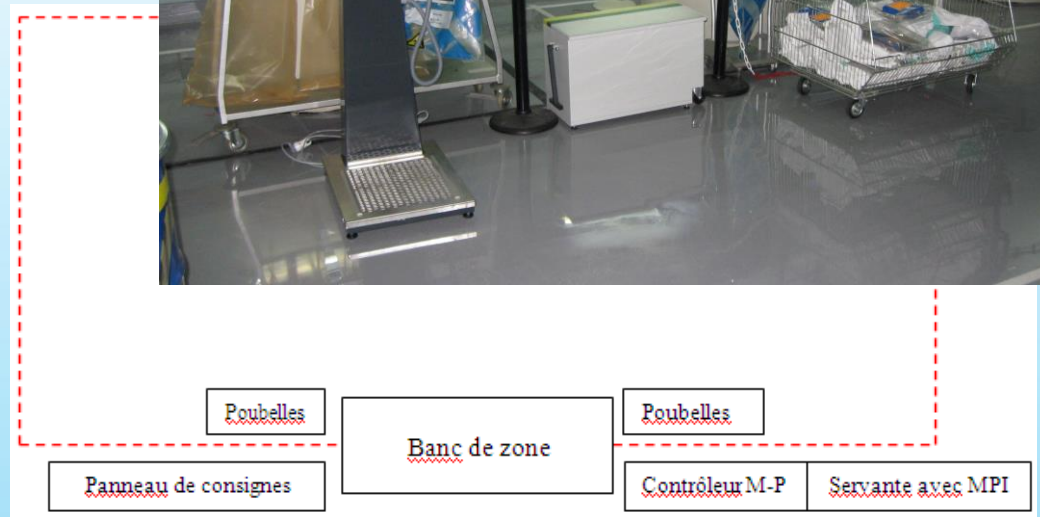 Poubelles
Banc de zone
Poubelles
Panneau de consignes
Contrôleur M-P
Servante avec MPI